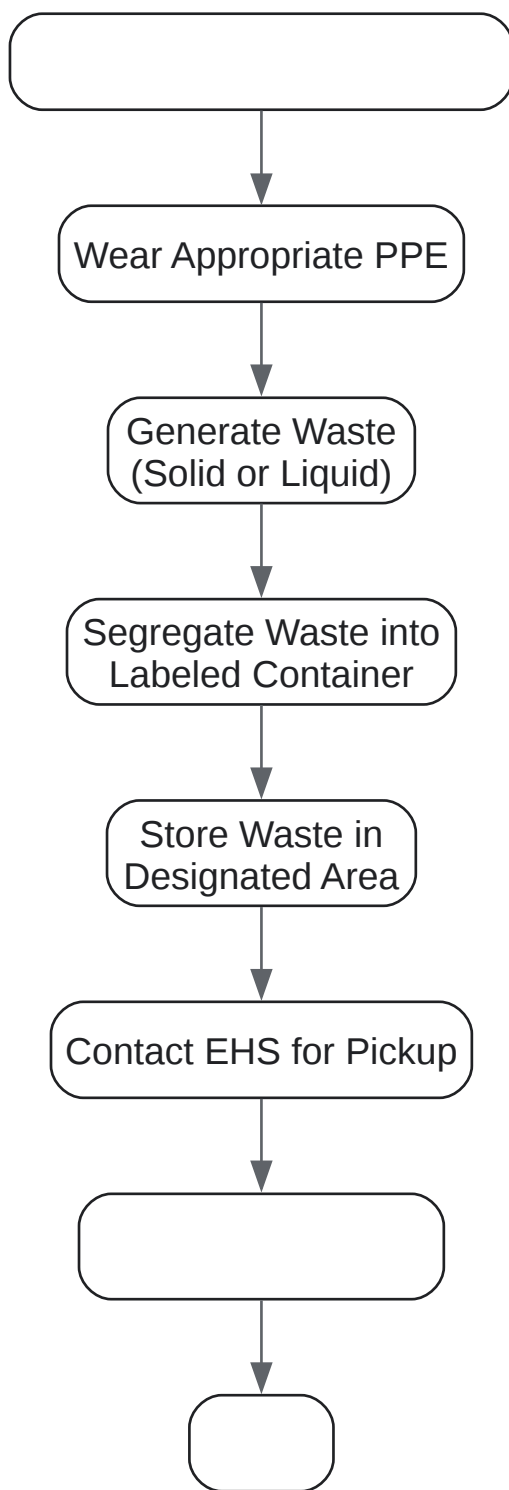 Wear Appropriate PPE
Generate Waste
(Solid or Liquid)
Segregate Waste into
Labeled Container
Store Waste in
Designated Area
Contact EHS for Pickup